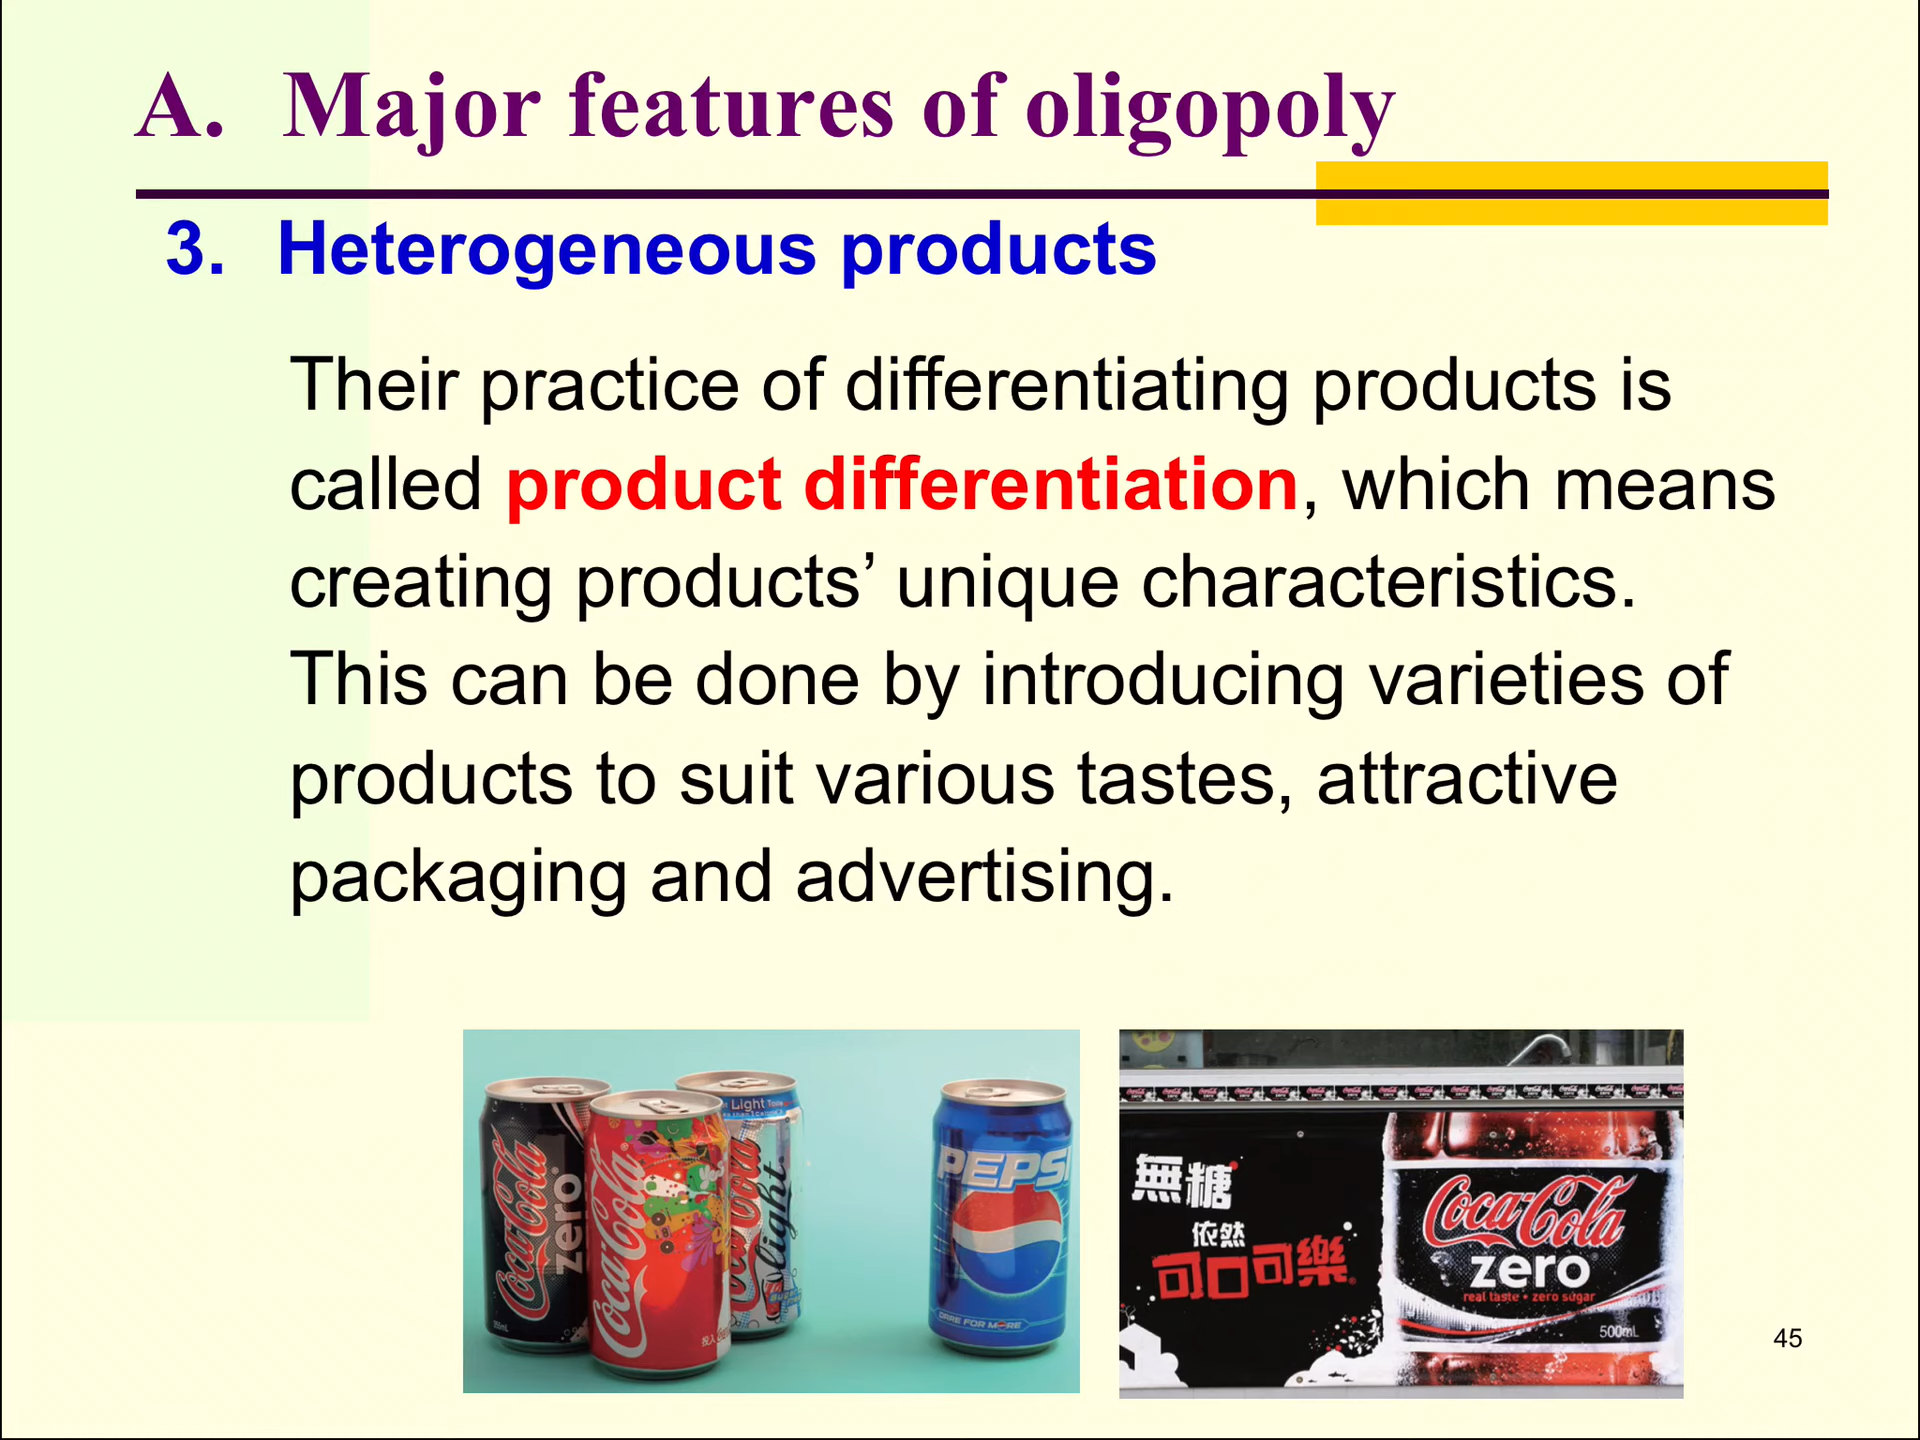 A. Major features of oligopoly
3. Heterogeneous products
Their practice of differentiating products is
called product differentiation, which means
creating products’ unique characteristics.
This can be done by introducing varieties of
products to suit various tastes, attractive
packaging and advertising.
Coca-Cola zero
Coca-Cola
Light Taste
Coca-Cola light
PEPSI
DARE FOR MORE
無糖
依然
可口可樂
Coca-Cola
zero
real taste • zero sugar
500mL
45